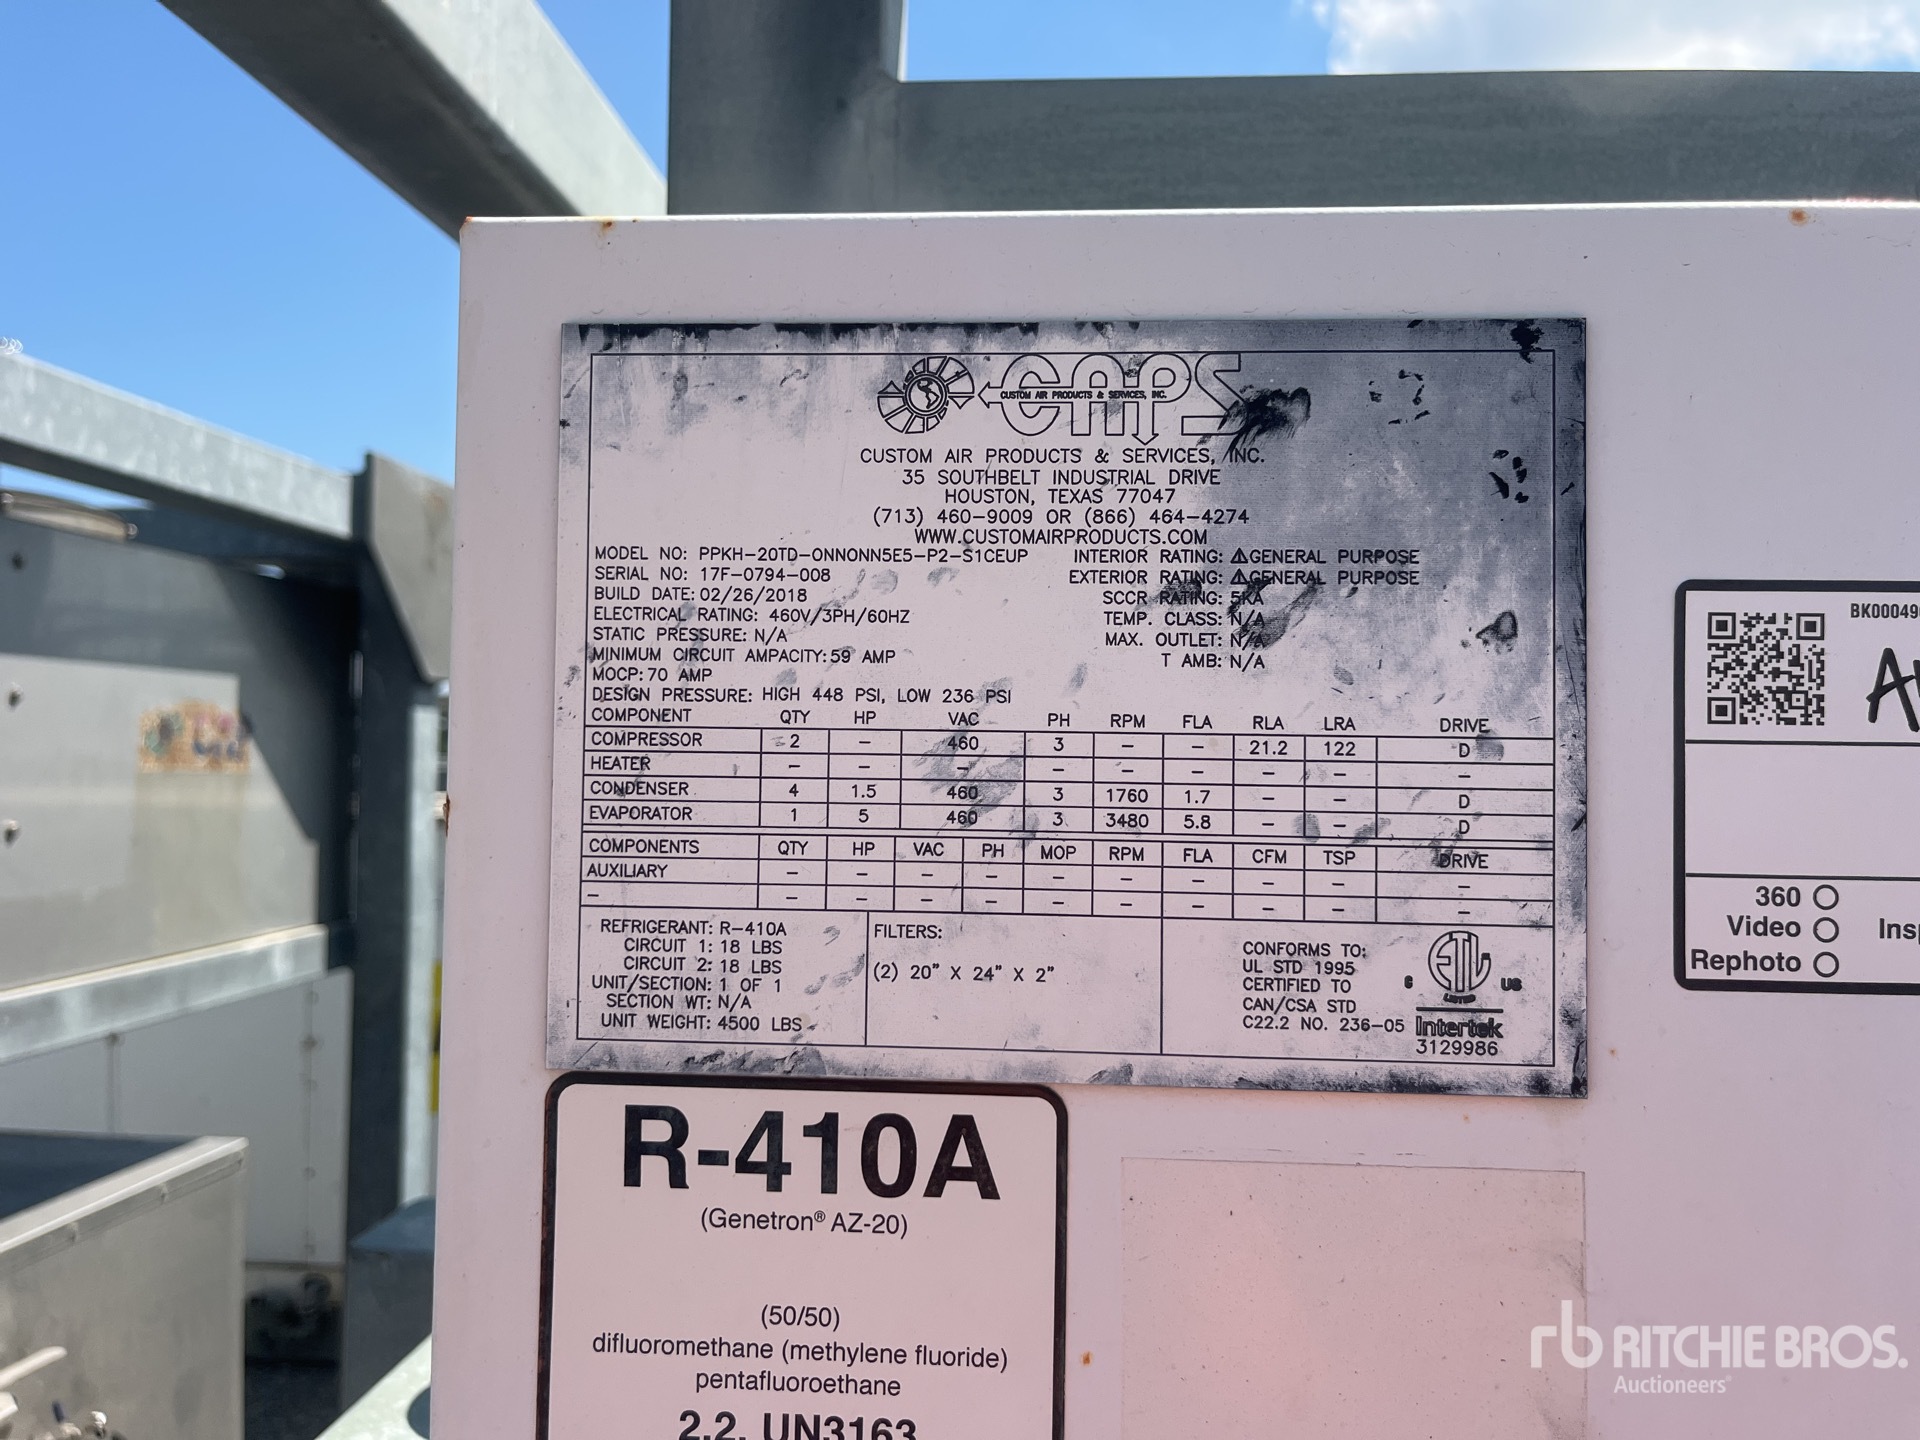 CAPS
CUSTOM AIR PRODUCTS & SERVICES, INC.
CUSTOM AIR PRODUCTS & SERVICES, INC.
35 SOUTHBELT INDUSTRIAL DRIVE
HOUSTON, TEXAS 77047
(713) 460-9009 OR (866) 464-4274
WWW.CUSTOMAIRPRODUCTS.COM
MODEL NO: PPKH-20TD-0NN0NN5E5-P2-S1CEUP
SERIAL NO: 17F-0794-008
BUILD DATE: 02/26/2018
ELECTRICAL RATING: 460V/3PH/60HZ
STATIC PRESSURE: N/A
MINIMUM CIRCUIT AMPACITY: 59 AMP
MOCP: 70 AMP
DESIGN PRESSURE: HIGH 448 PSI, LOW 236 PSI
INTERIOR RATING: ⚠GENERAL PURPOSE
EXTERIOR RATING: ⚠GENERAL PURPOSE
SCCR RATING: 5KA
TEMP. CLASS: N/A
MAX. OUTLET: N/A
T AMB: N/A
COMPONENT QTY HP VAC PH RPM FLA RLA LRA DRIVE
COMPRESSOR 2 – 460 3 – – 21.2 122 D
HEATER – – – – – – – – –
CONDENSER 4 1.5 460 3 1760 1.7 – – D
EVAPORATOR 1 5 460 3 3480 5.8 – – D
COMPONENTS QTY HP VAC PH MOP RPM FLA CFM TSP DRIVE
AUXILIARY – – – – – – – – – –
– – – – – – – – – – –
REFRIGERANT: R-410A
CIRCUIT 1: 18 LBS
CIRCUIT 2: 18 LBS
UNIT/SECTION: 1 OF 1
SECTION WT: N/A
UNIT WEIGHT: 4500 LBS
FILTERS:
(2) 20" X 24" X 2"
CONFORMS TO:
UL STD 1995
CERTIFIED TO
CAN/CSA STD
C22.2 NO. 236-05
ETL
C US
LISTED
Intertek
3129986
R-410A
(Genetron® AZ-20)
(50/50)
difluoromethane (methylene fluoride)
pentafluoroethane
2.2. UN3163
BK00049
360
Video
Rephoto
Insp
rb RITCHIE BROS.
Auctioneers